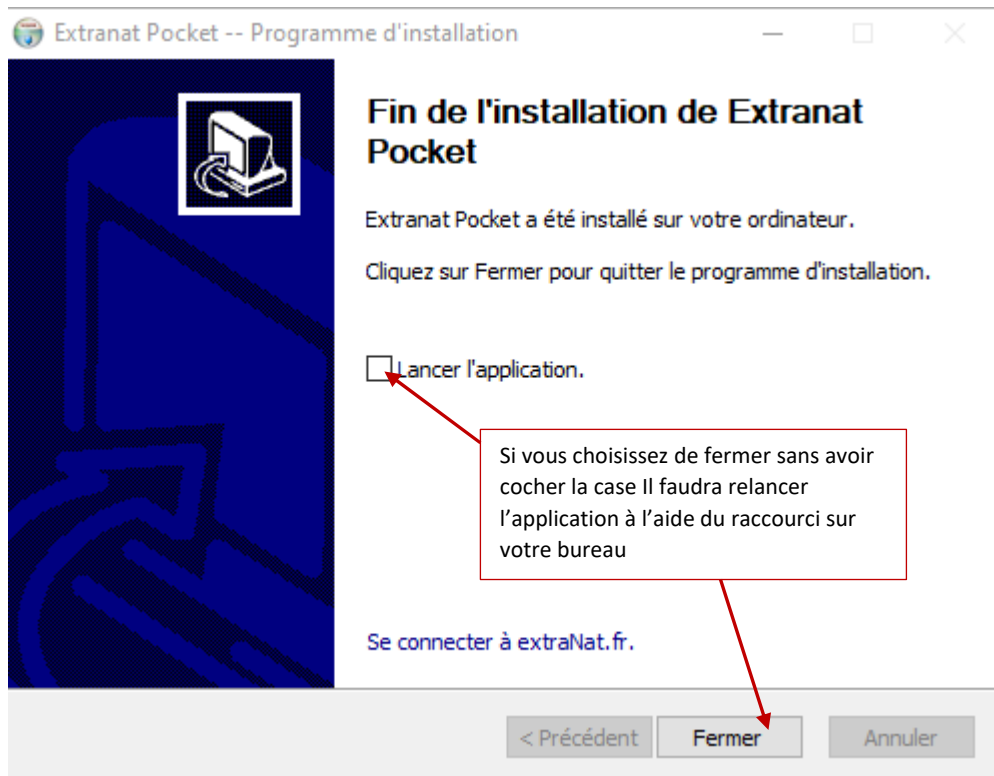 Extranat Pocket -- Programme d'installation
Fin de l'installation de Extranat
Pocket
Extranat Pocket a été installé sur votre ordinateur.
Cliquez sur Fermer pour quitter le programme d'installation.
Lancer l'application.
Si vous choisissez de fermer sans avoir
cocher la case Il faudra relancer
l’application à l’aide du raccourci sur
votre bureau
Se connecter à extraNat.fr.
< Précédent
Fermer
Annuler